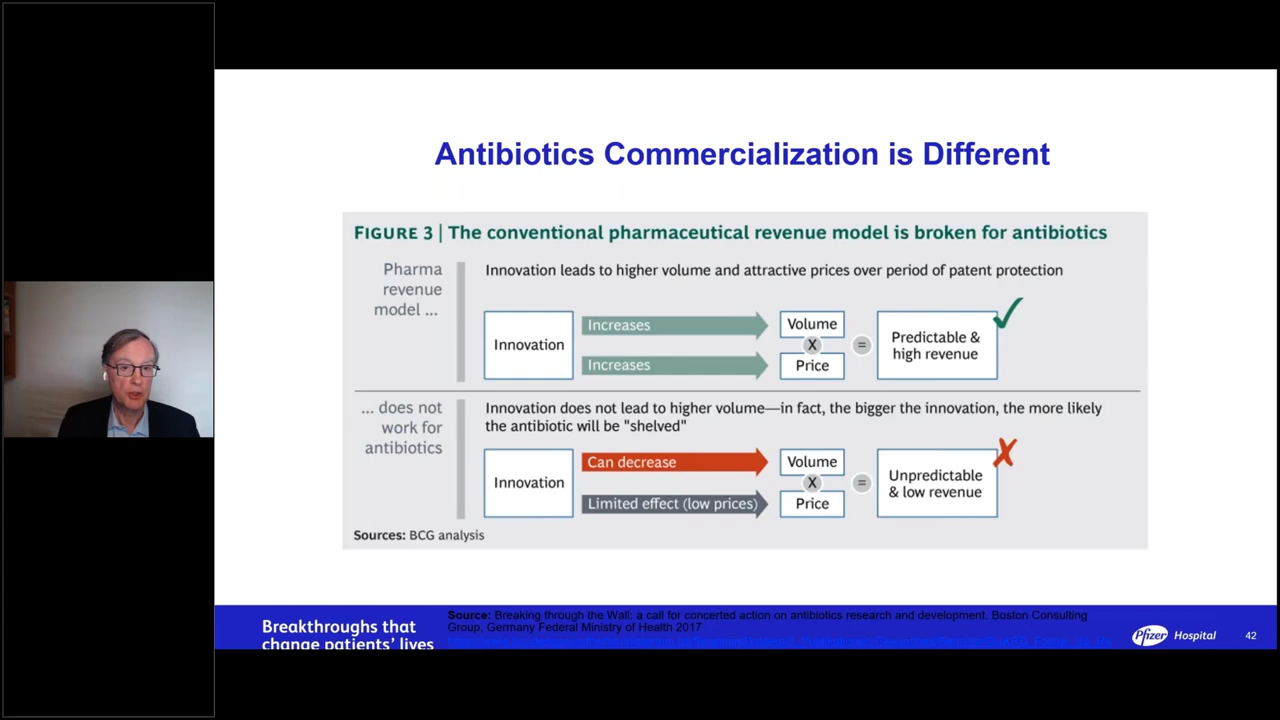 Antibiotics Commercialization is Different
FIGURE 3 | The conventional pharmaceutical revenue model is broken for antibiotics
Pharma
revenue
model ...
Innovation leads to higher volume and attractive prices over period of patent protection
Innovation
Increases
Increases
Volume
X
Price
=
Predictable &
high revenue
... does not
work for
antibiotics
Innovation does not lead to higher volume—in fact, the bigger the innovation, the more likely
the antibiotic will be "shelved"
Innovation
Can decrease
Limited effect (low prices)
Volume
X
Price
=
Unpredictable
& low revenue
Sources: BCG analysis
Breakthroughs that
change patients' lives
Source: Breaking through the Wall: a call for concerted action on antibiotics research and development. Boston Consulting
Group, Germany Federal Ministry of Health 2017
Pfizer Hospital
42